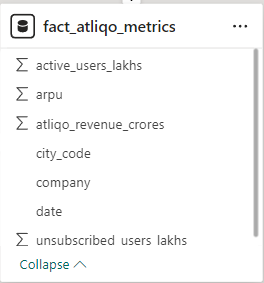 fact_atliqo_metrics
active_users_lakhs
arpu
atliqo_revenue_crores
city_code
company
date
unsubscribed_users_lakhs
Collapse